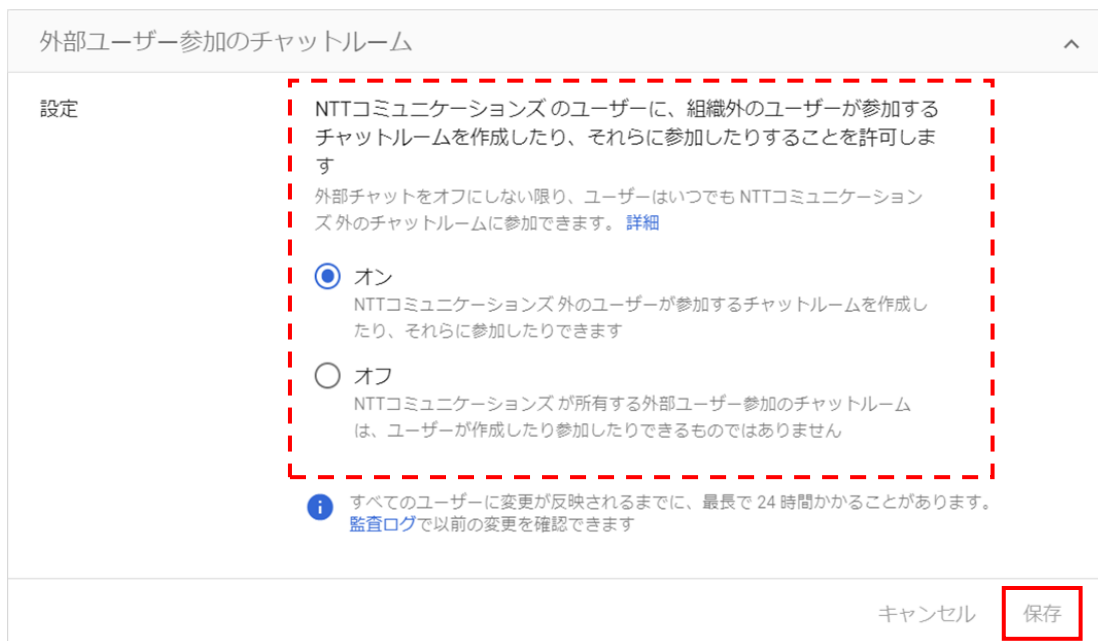 外部ユーザー参加のチャットルーム
設定
NTTコミュニケーションズ のユーザーに、組織外のユーザーが参加する
チャットルームを作成したり、それらに参加したりすることを許可しま
す
外部チャットをオフにしない限り、ユーザーはいつでも NTTコミュニケーション
ズ 外のチャットルームに参加できます。 詳細
オン
NTTコミュニケーションズ 外のユーザーが参加するチャットルームを作成し
たり、それらに参加したりできます
オフ
NTTコミュニケーションズ が所有する外部ユーザー参加のチャットルーム
は、ユーザーが作成したり参加したりできるものではありません
すべてのユーザーに変更が反映されるまでに、最長で 24 時間かかることがあります。
監査ログで以前の変更を確認できます
キャンセル 保存